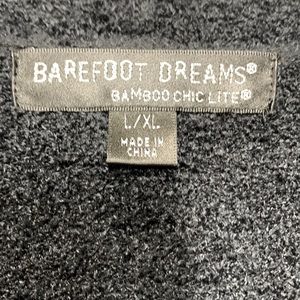 BAREFOOT DREAMS®
BAMBOO CHIC LITE®
L/XL
MADE IN
CHINA